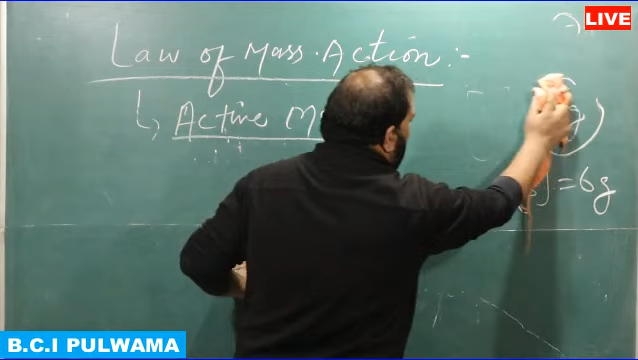 LIVE
Law of Mass Action :-
↳ Active M
= 6g
B.C.I PULWAMA